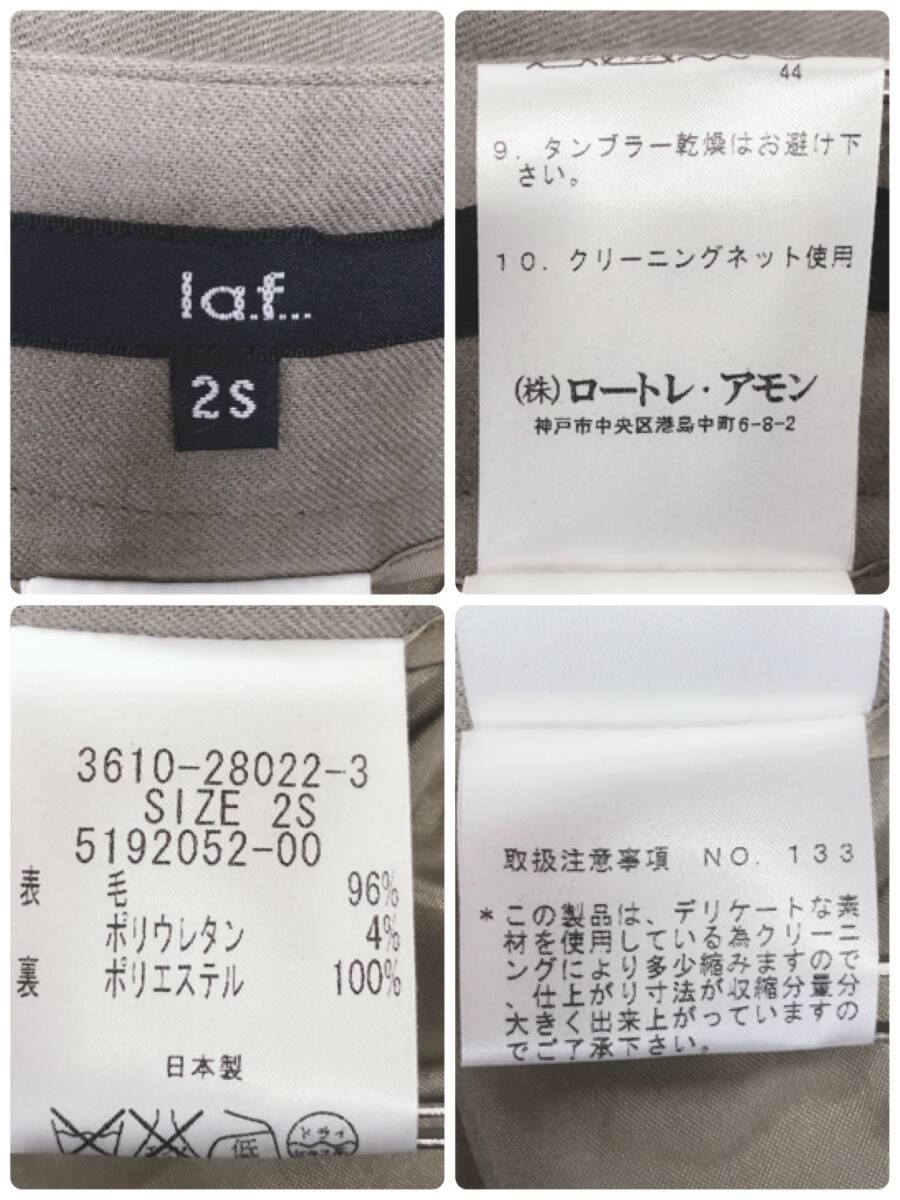 la.f...
2S
44
9. タンブラー乾燥はお避け下
さい。
10. クリーニングネット使用
(株)ロートレ・アモン
神戸市中央区港島中町6-8-2
3610-28022-3
SIZE 2S
5192052-00
表 毛 96%
ポリウレタン 4%
裏 ポリエステル 100%
日本製
低
取扱注意事項 NO. 133
*この製品は、デリケートな素
材を使用している為クリーニ
ングにより多少縮みますので
、仕上がり寸法が収縮分量分
大きく出来上がっていますの
でご了承下さい。